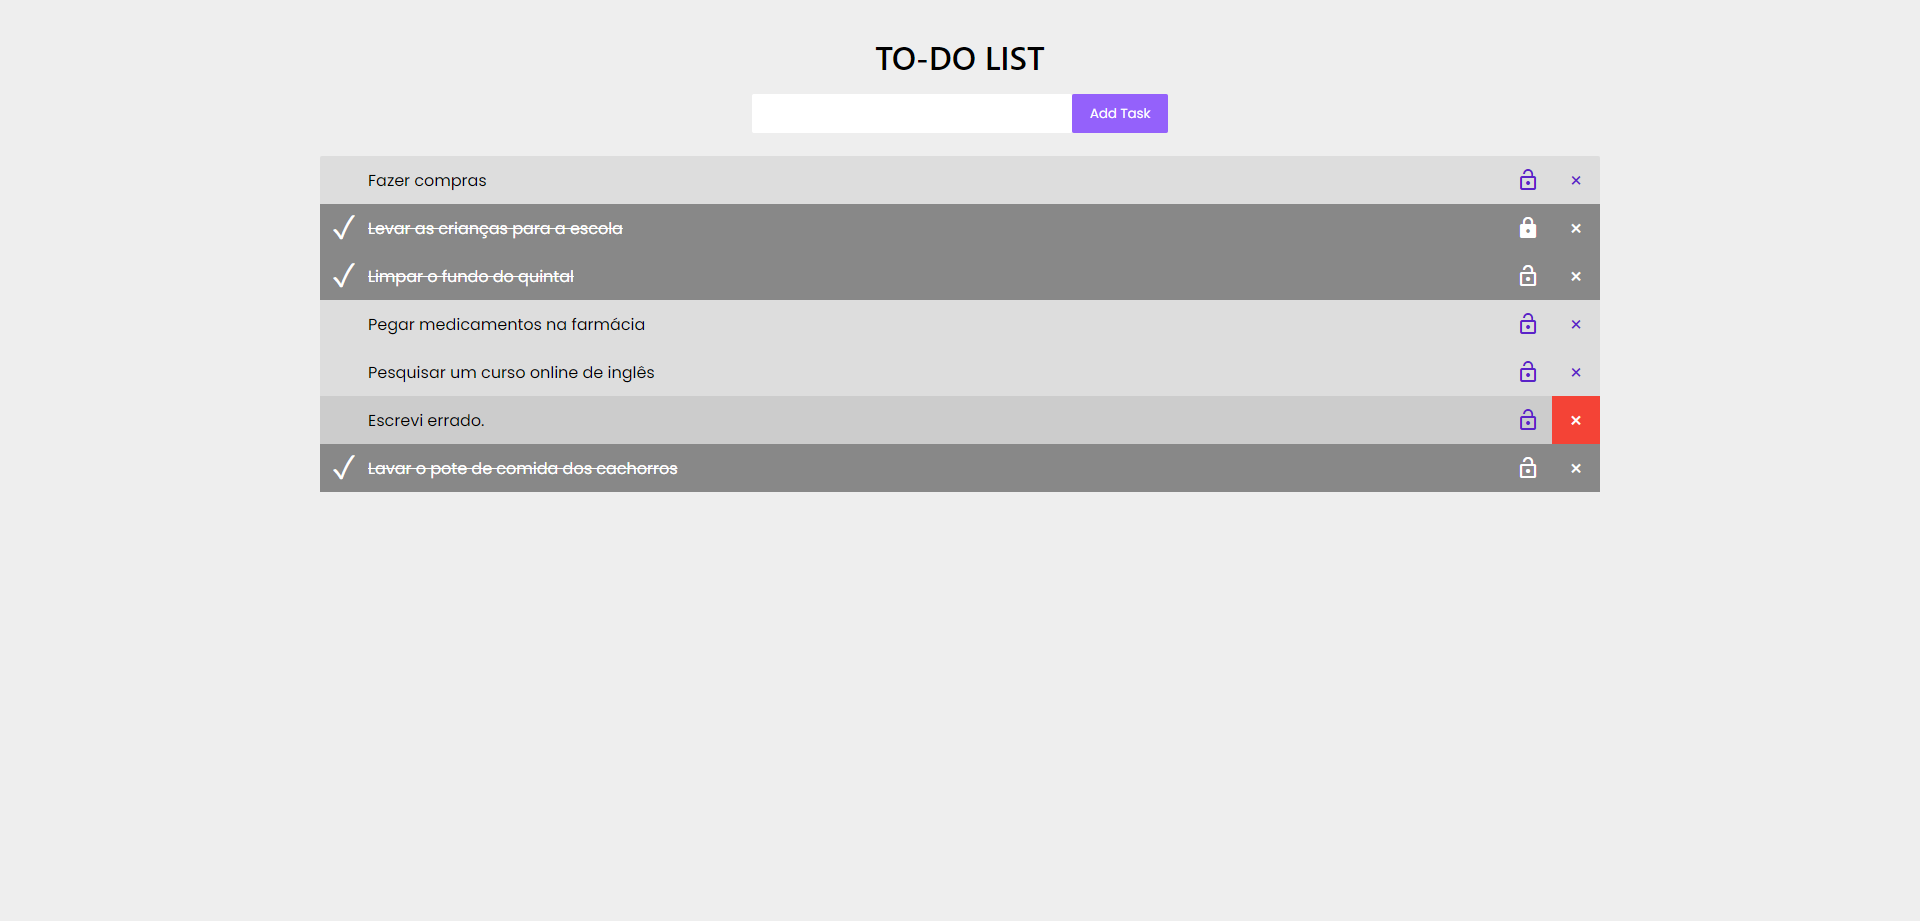 TO-DO LIST
Add Task
Fazer compras
Levar as crianças para a escola
Limpar o fundo do quintal
Pegar medicamentos na farmácia
Pesquisar um curso online de inglês
Escrevi errado.
Lavar o pote de comida dos cachorros